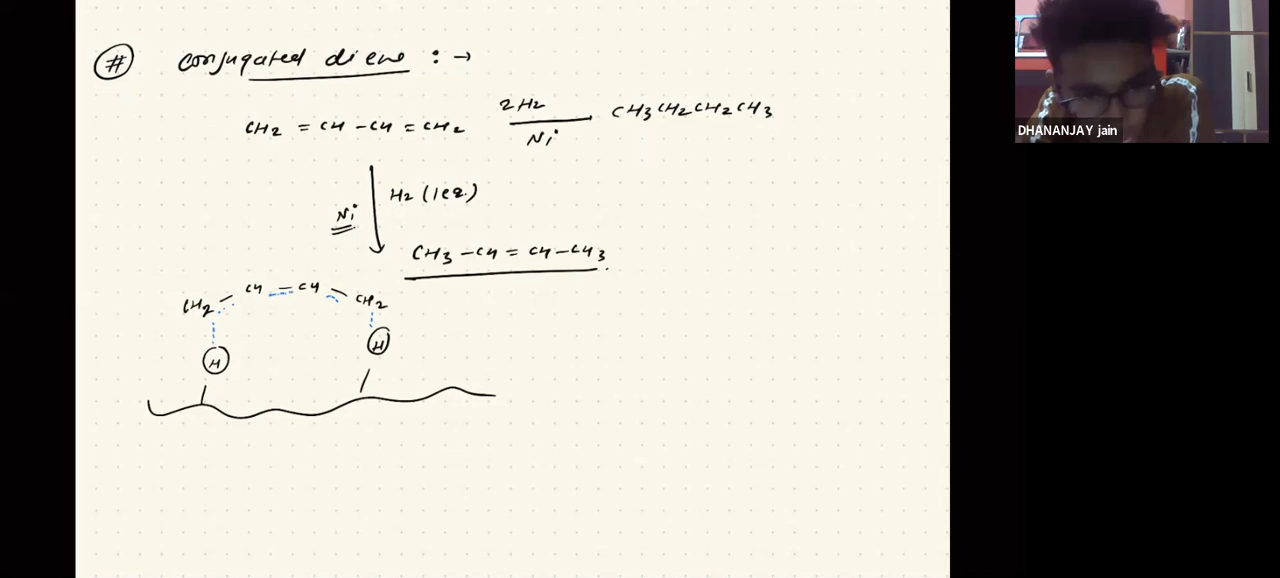 # conjugated diene : →
2H2
CH2 = CH - CH = CH2 CH3CH2CH2CH3
Ni
H2 (1eq.)
Ni
CH3 - CH = CH - CH3
CH2 - CH = CH - CH2
H H
DHANANJAY jain